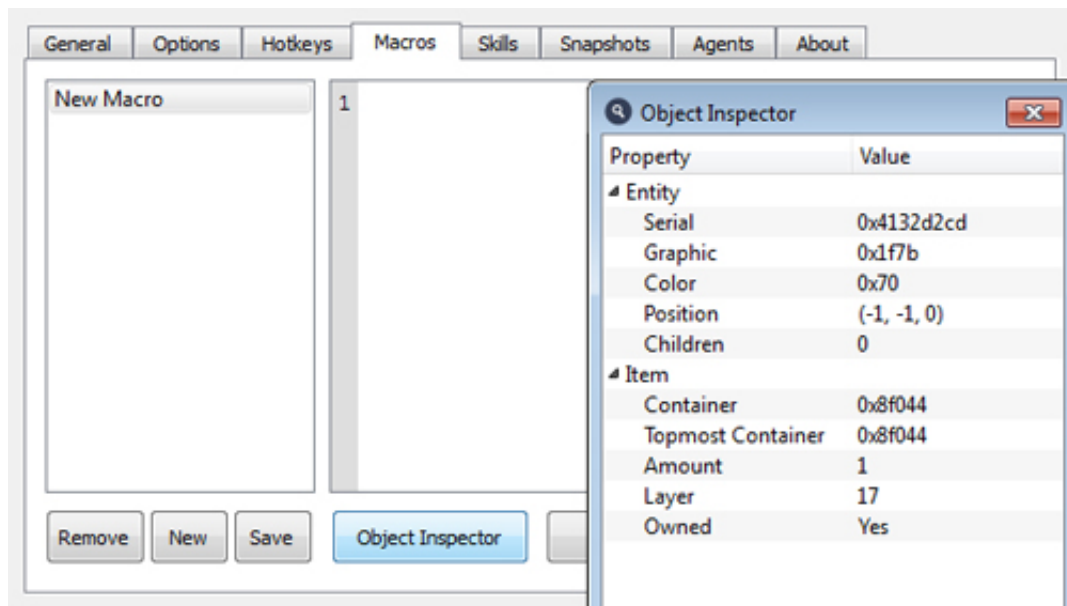 General Options Hotkeys Macros Skills Snapshots Agents About
New Macro
1
Object Inspector
Property Value
Entity
Serial 0x4132d2cd
Graphic 0x1f7b
Color 0x70
Position (-1, -1, 0)
Children 0
Item
Container 0x8f044
Topmost Container 0x8f044
Amount 1
Layer 17
Owned Yes
Remove New Save Object Inspector